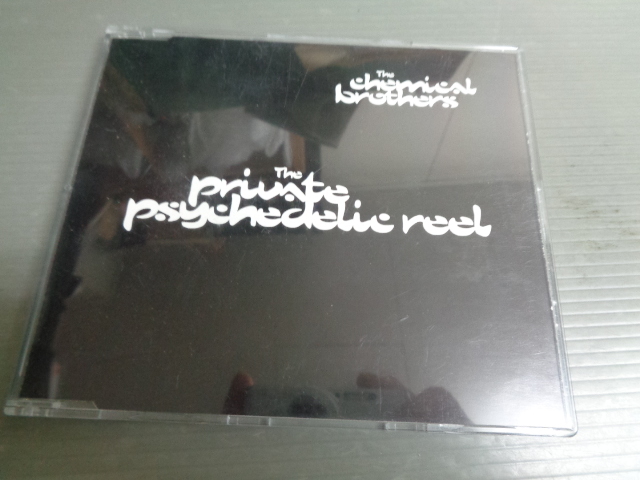 The
chemical
brothers
The
private
psychedelic reel